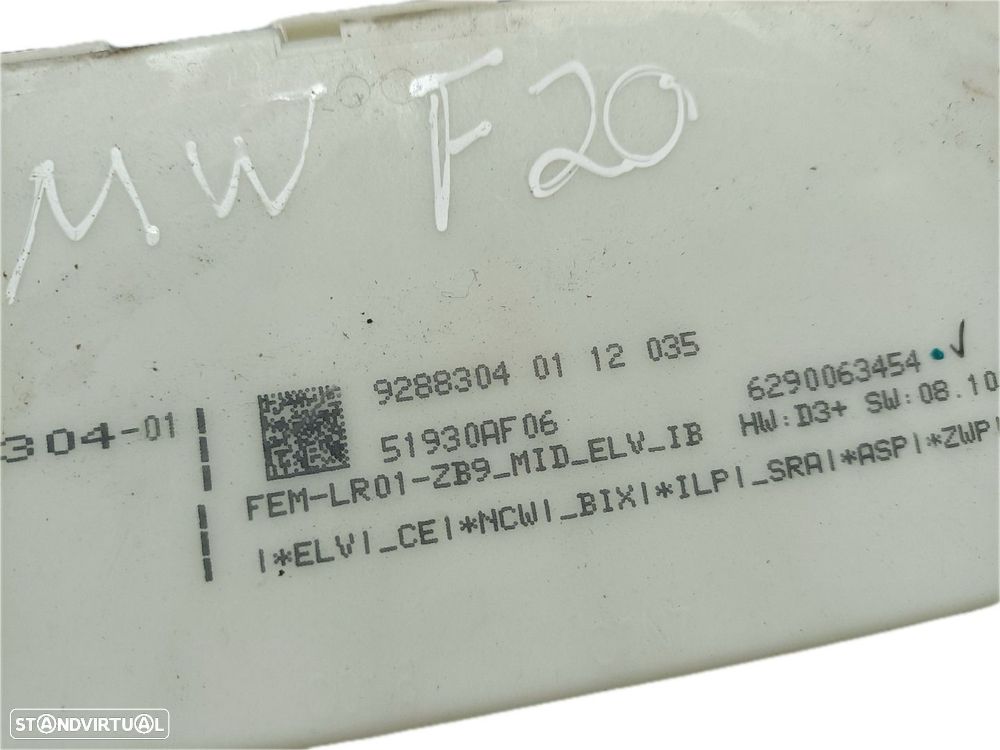 MW F20
304-01
9288304 01 12 035
6290063454
51930AF06
HW:D3+ SW:08.10
FEM-LR01-ZB9_MID_ELV_IB
|*ELV|_CE|*NCW|_BIX|*ILP|_SRA|*ASP|*ZWP
STANDVIRTUAL